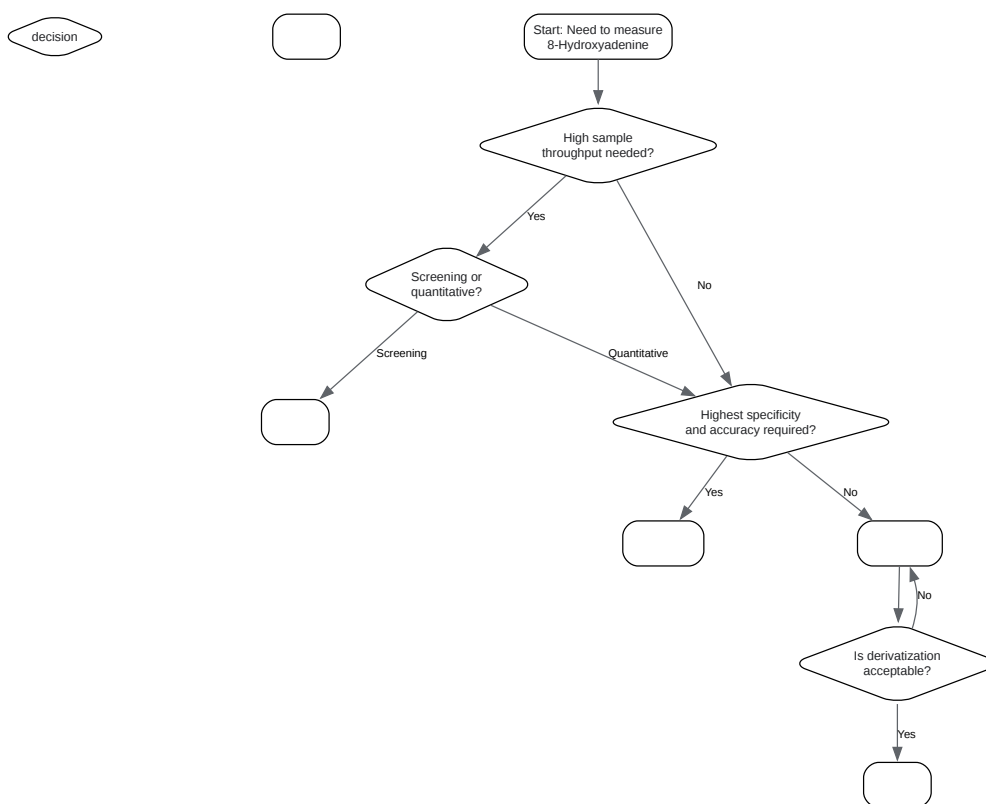 decision
Start: Need to measure
8-Hydroxyadenine
High sample
throughput needed?
Yes
No
Screening or
quantitative?
Screening
Quantitative
Highest specificity
and accuracy required?
Yes
No
No
Is derivatization
acceptable?
Yes